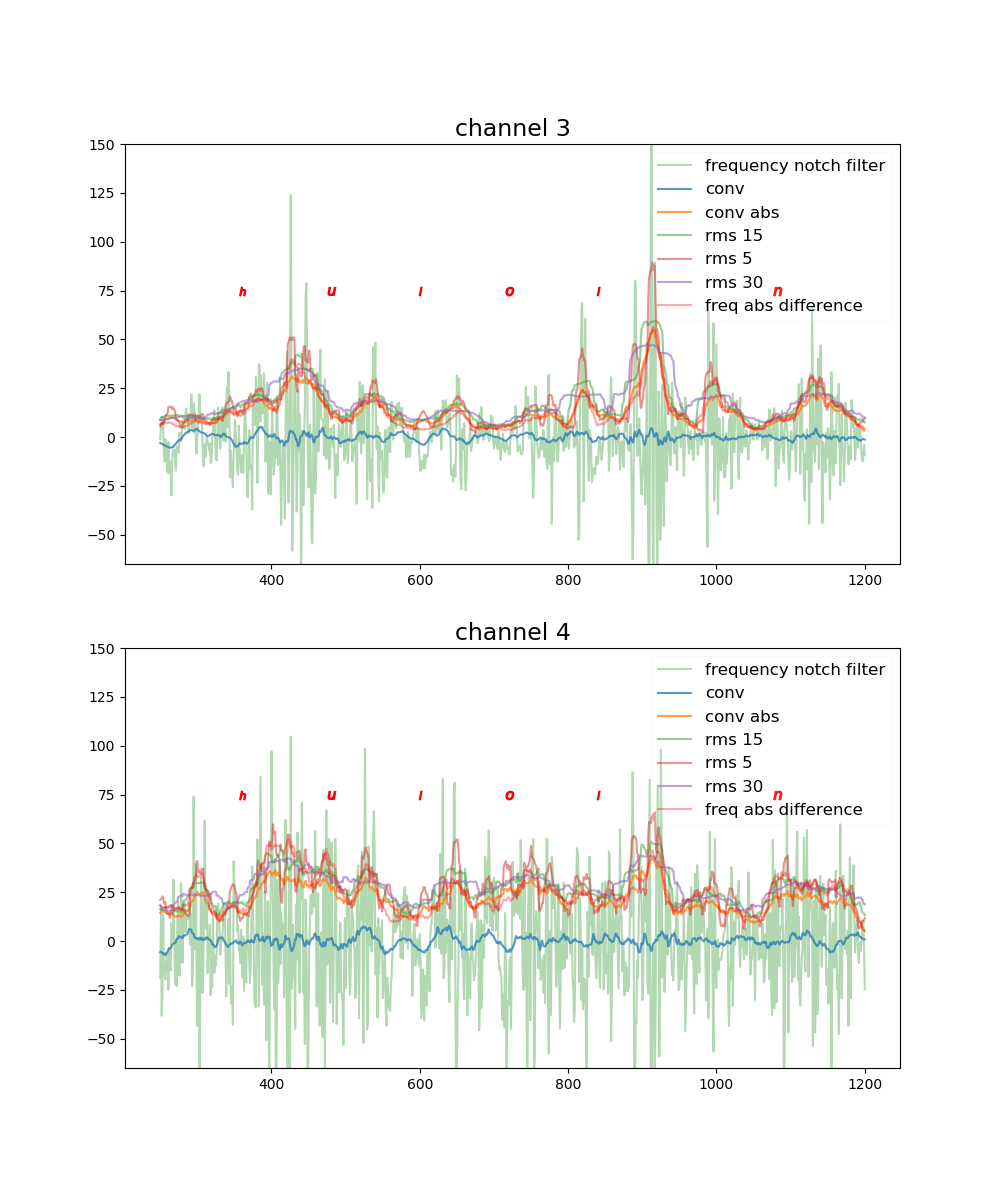 channel 3
150
125
100
75
50
25
0
−25
−50
frequency notch filter
conv
conv abs
rms 15
rms 5
rms 30
freq abs difference
h u l o l n
400 600 800 1000 1200
channel 4
150
125
100
75
50
25
0
−25
−50
frequency notch filter
conv
conv abs
rms 15
rms 5
rms 30
freq abs difference
h u l o l n
400 600 800 1000 1200